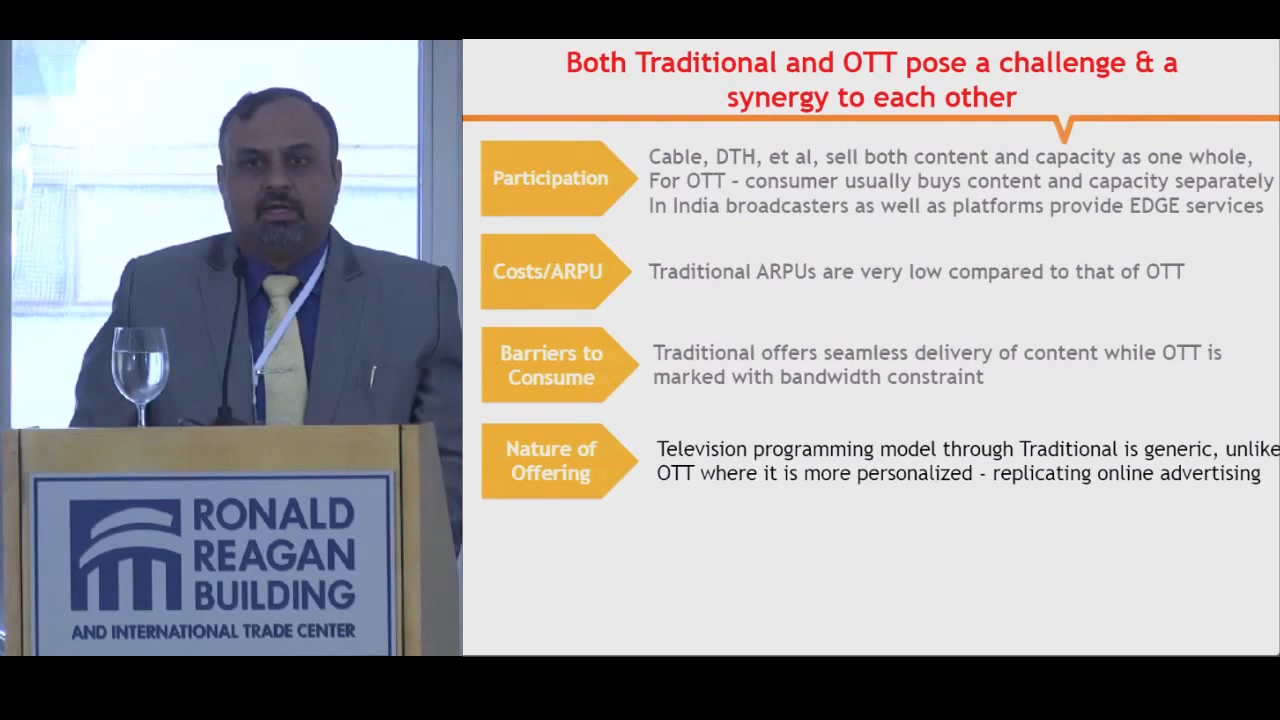 Both Traditional and OTT pose a challenge & a
synergy to each other
Participation
Cable, DTH, et al, sell both content and capacity as one whole,
For OTT - consumer usually buys content and capacity separately
In India broadcasters as well as platforms provide EDGE services
Costs/ARPU
Traditional ARPUs are very low compared to that of OTT
Barriers to
Consume
Traditional offers seamless delivery of content while OTT is
marked with bandwidth constraint
Nature of
Offering
Television programming model through Traditional is generic, unlike
OTT where it is more personalized - replicating online advertising
RONALD
REAGAN
BUILDING
AND INTERNATIONAL TRADE CENTER